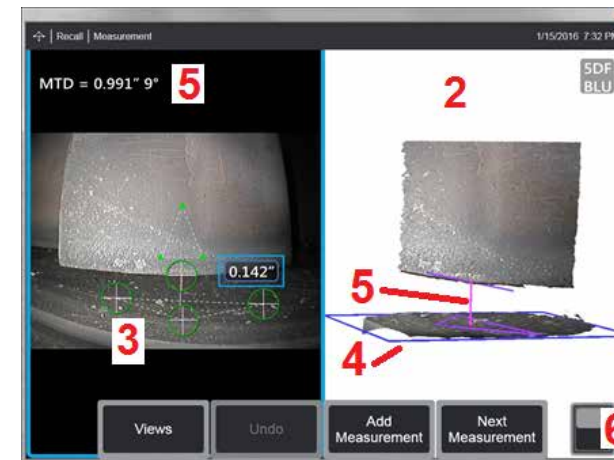 Recall | Measurement
1/15/2016 7:32 PM
MTD = 0.991" 9°
5
2
5DF
BLU
0.142"
5
3
4
Views
Undo
Add
Measurement
Next
Measurement
6